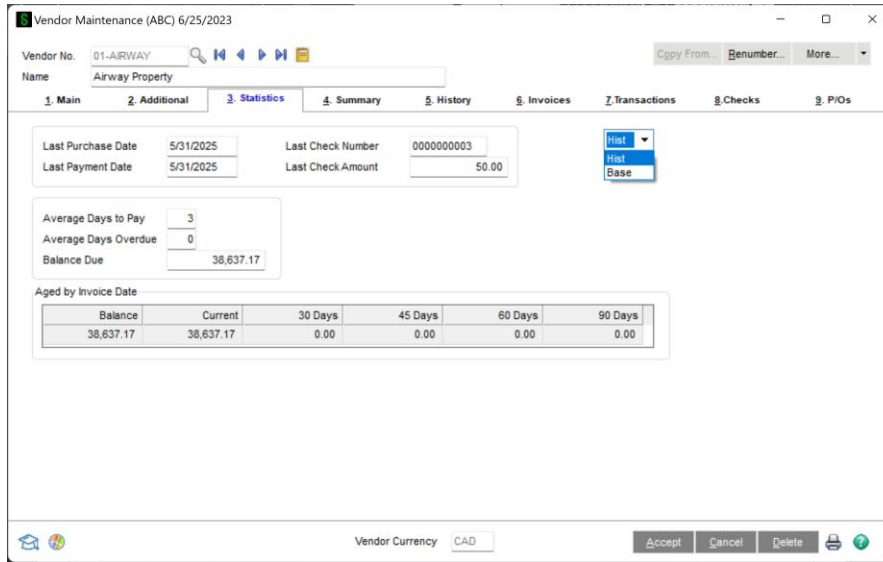 Vendor Maintenance (ABC) 6/25/2023
Vendor No. 01-AIRWAY Copy From... Renumber... More...
Name Airway Property
1. Main 2. Additional 3. Statistics 4. Summary 5. History 6. Invoices 7.Transactions 8.Checks 9. P/Os
Last Purchase Date 5/31/2025 Last Check Number 0000000003 Hist
Last Payment Date 5/31/2025 Last Check Amount 50.00 Hist
Base
Average Days to Pay 3
Average Days Overdue 0
Balance Due 38,637.17
Aged by Invoice Date
Balance Current 30 Days 45 Days 60 Days 90 Days
38,637.17 38,637.17 0.00 0.00 0.00 0.00
Vendor Currency CAD Accept Cancel Delete